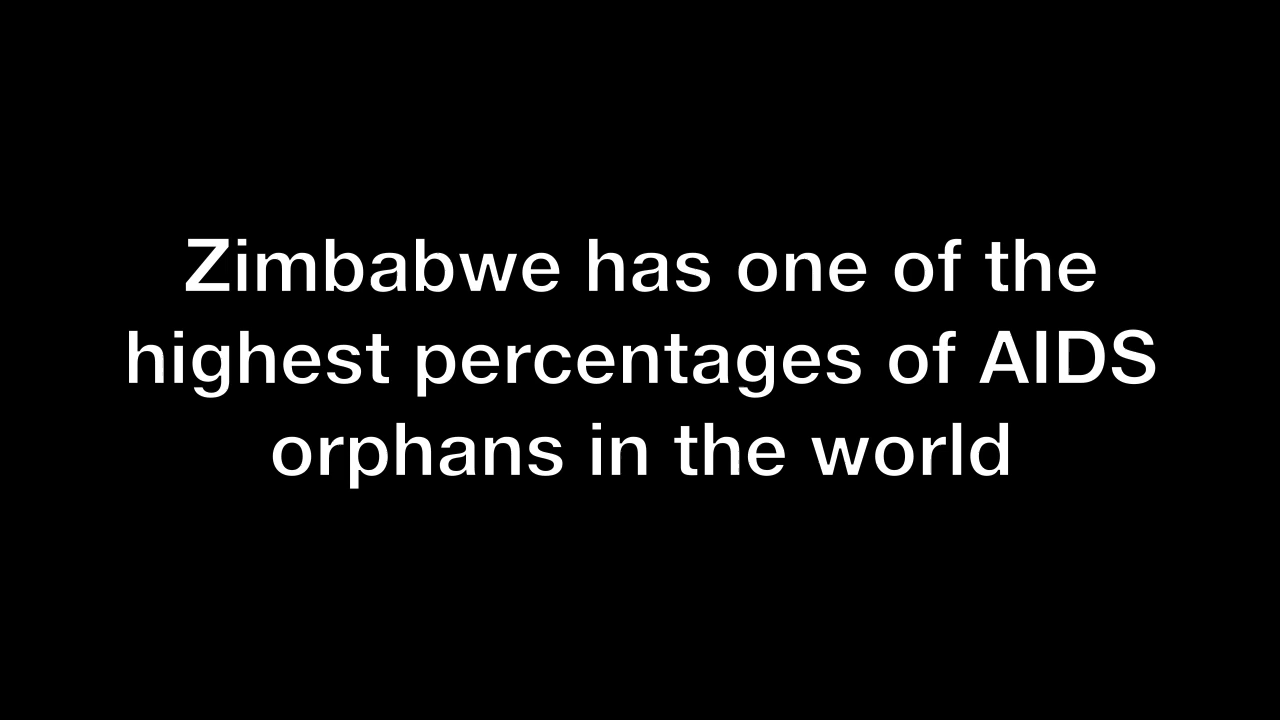 Zimbabwe has one of the
highest percentages of AIDS
orphans in the world